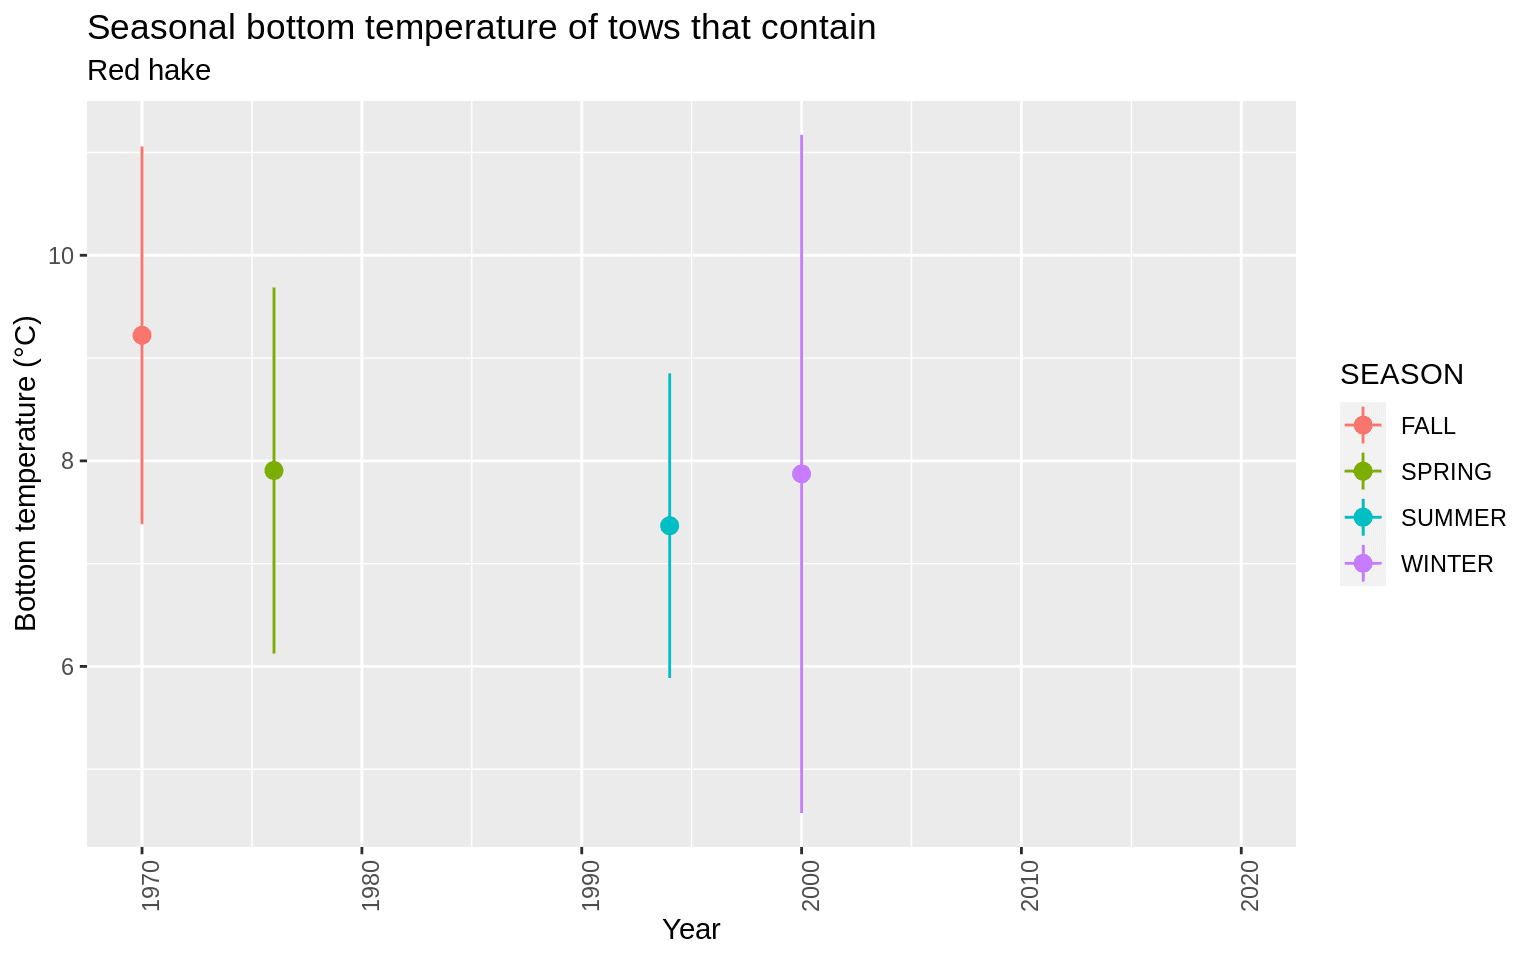 Seasonal bottom temperature of tows that contain
Red hake
Bottom temperature (°C)
10
8
6
1970
1980
1990
2000
2010
2020
Year
SEASON
FALL
SPRING
SUMMER
WINTER